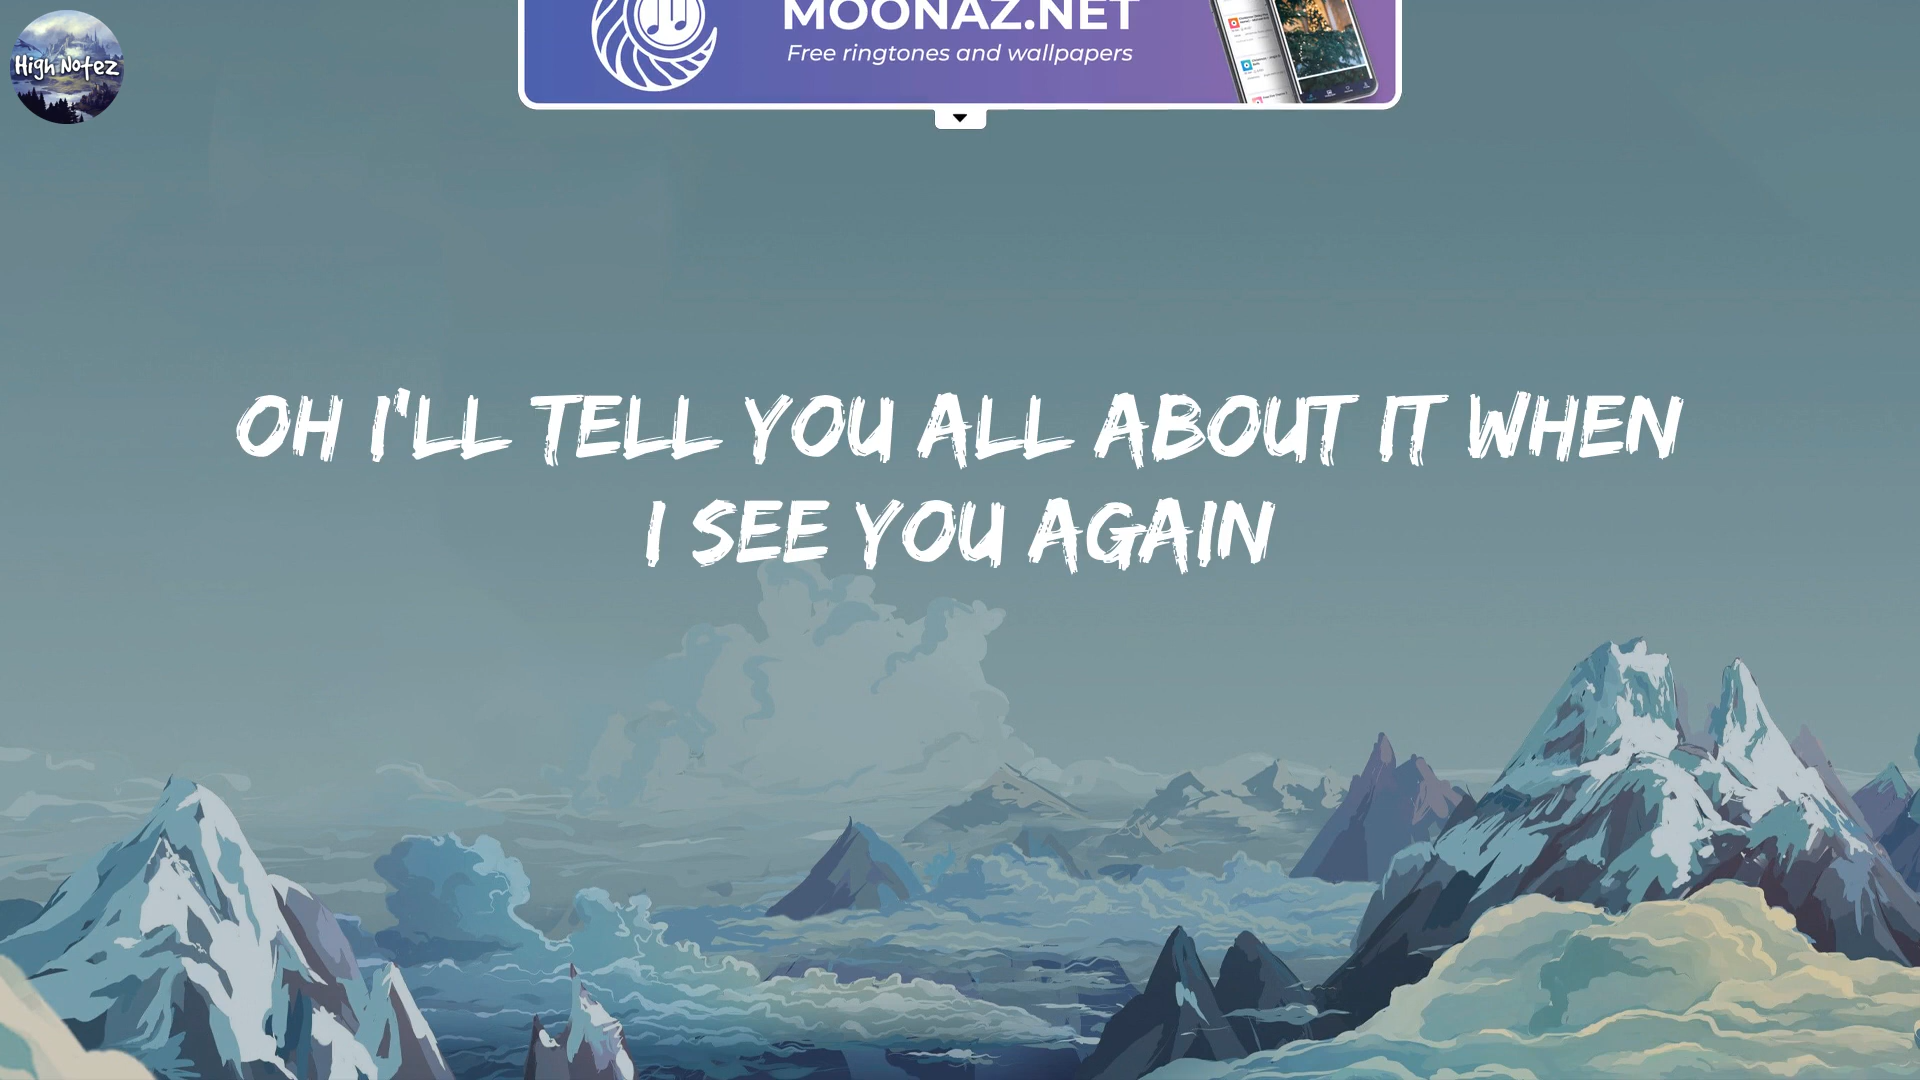 High Notez
MOONAZ.NET
Free ringtones and wallpapers
OH I'LL TELL YOU ALL ABOUT IT WHEN
I SEE YOU AGAIN